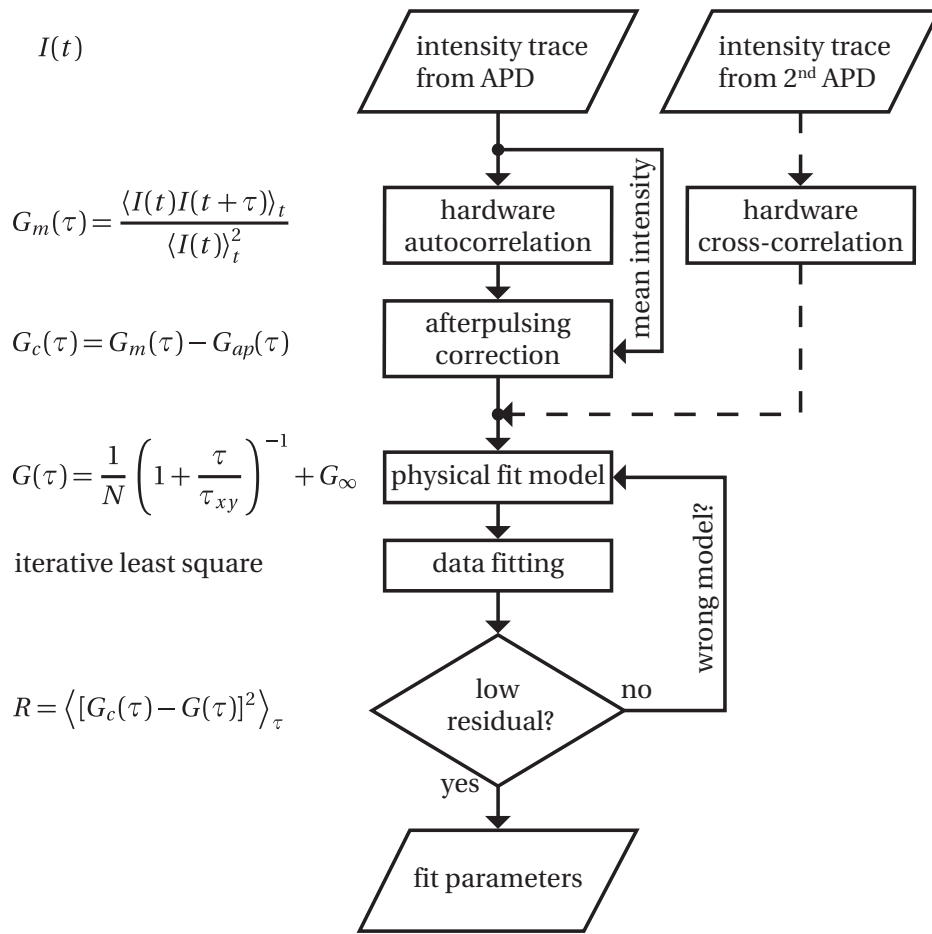 I(t)
intensity trace
from APD
intensity trace
from 2nd APD
mean intensity
G_m(τ) = ⟨I(t)I(t + τ)⟩_t / ⟨I(t)⟩_t^2
hardware
autocorrelation
hardware
cross-correlation
G_c(τ) = G_m(τ) − G_ap(τ)
afterpulsing
correction
G(τ) = 1/N (1 + τ/τ_xy)^−1 + G_∞
physical fit model
wrong model?
iterative least square
data fitting
R = ⟨[G_c(τ) − G(τ)]^2⟩_τ
low
residual?
no
yes
fit parameters